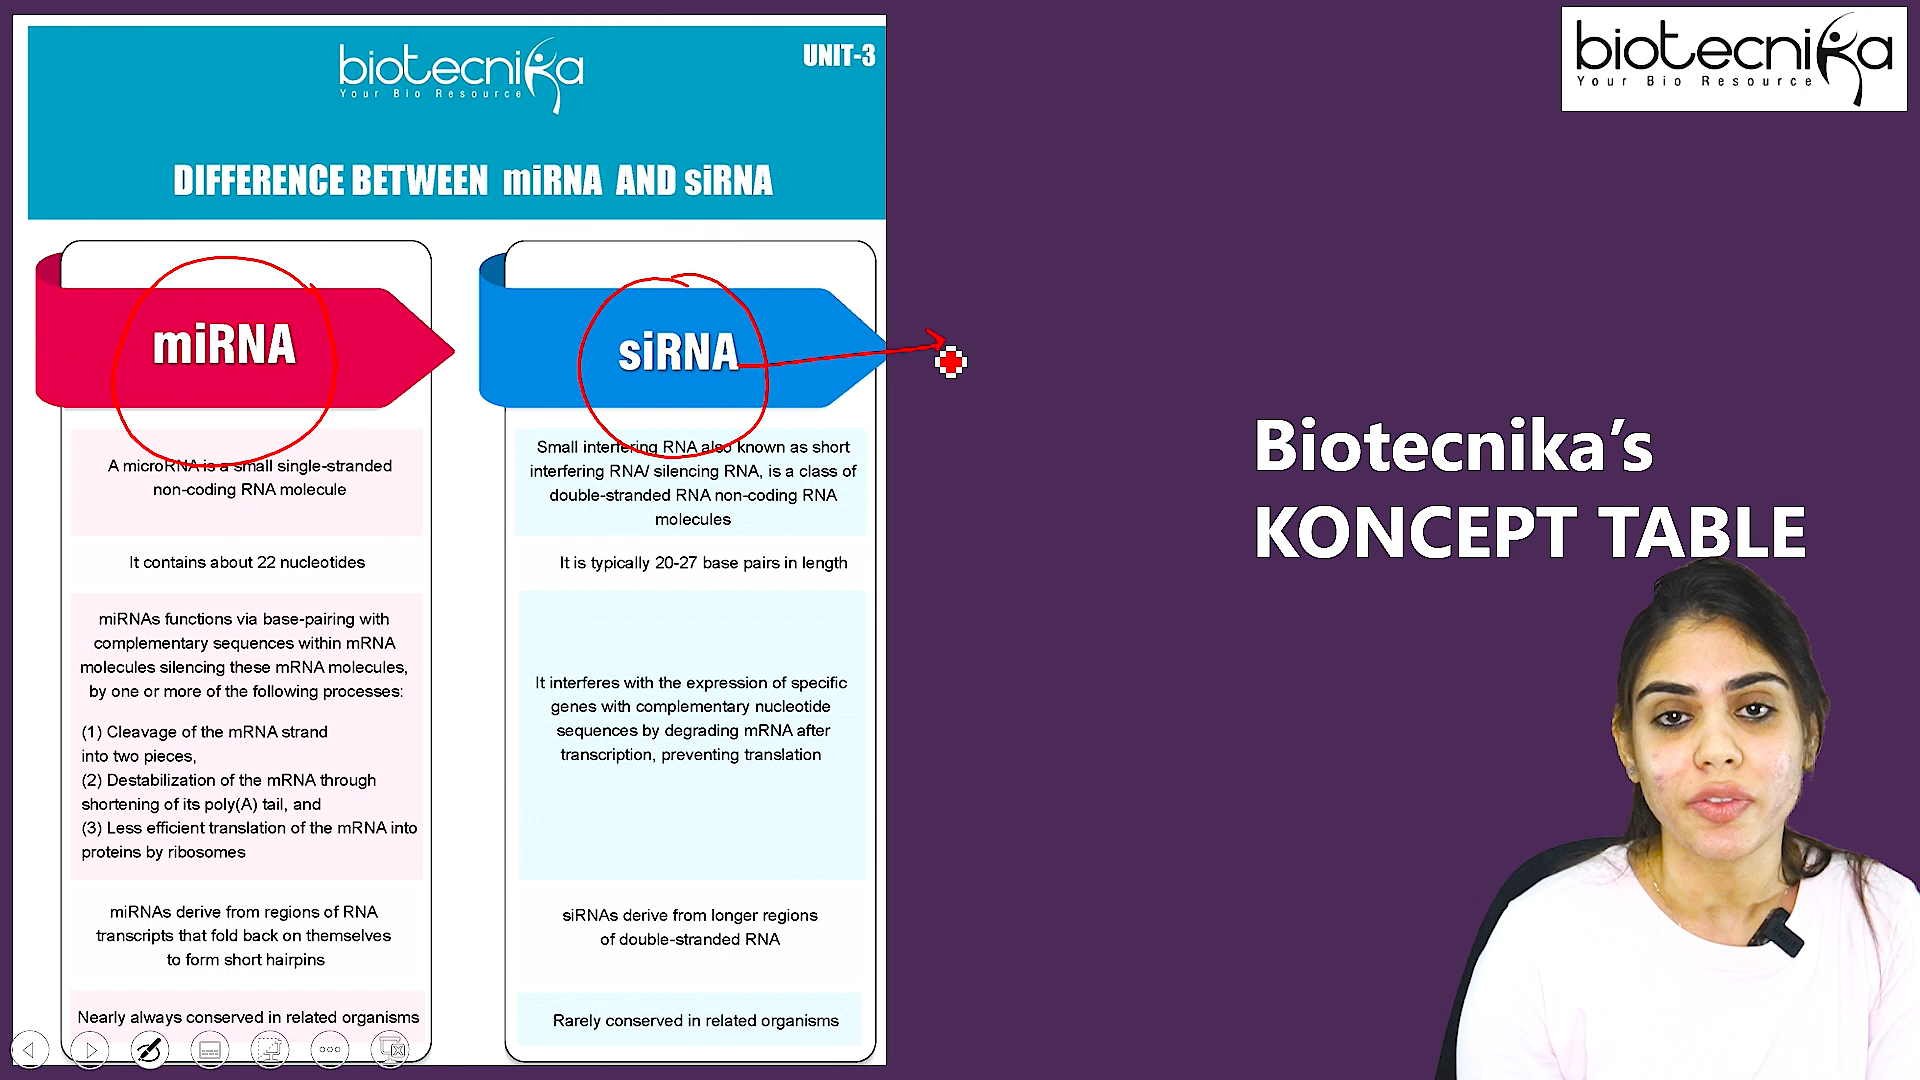 biotecnika
Your Bio Resource
UNIT-3
DIFFERENCE BETWEEN miRNA AND siRNA
miRNA
A microRNA is a small single-stranded
non-coding RNA molecule
It contains about 22 nucleotides
miRNAs functions via base-pairing with
complementary sequences within mRNA
molecules silencing these mRNA molecules,
by one or more of the following processes:
(1) Cleavage of the mRNA strand
into two pieces,
(2) Destabilization of the mRNA through
shortening of its poly(A) tail, and
(3) Less efficient translation of the mRNA into
proteins by ribosomes
miRNAs derive from regions of RNA
transcripts that fold back on themselves
to form short hairpins
Nearly always conserved in related organisms
siRNA
Small interfering RNA also known as short
interfering RNA/ silencing RNA, is a class of
double-stranded RNA non-coding RNA
molecules
It is typically 20-27 base pairs in length
It interferes with the expression of specific
genes with complementary nucleotide
sequences by degrading mRNA after
transcription, preventing translation
siRNAs derive from longer regions
of double-stranded RNA
Rarely conserved in related organisms
biotecnika
Your Bio Resource
Biotecnika’s
KONCEPT TABLE